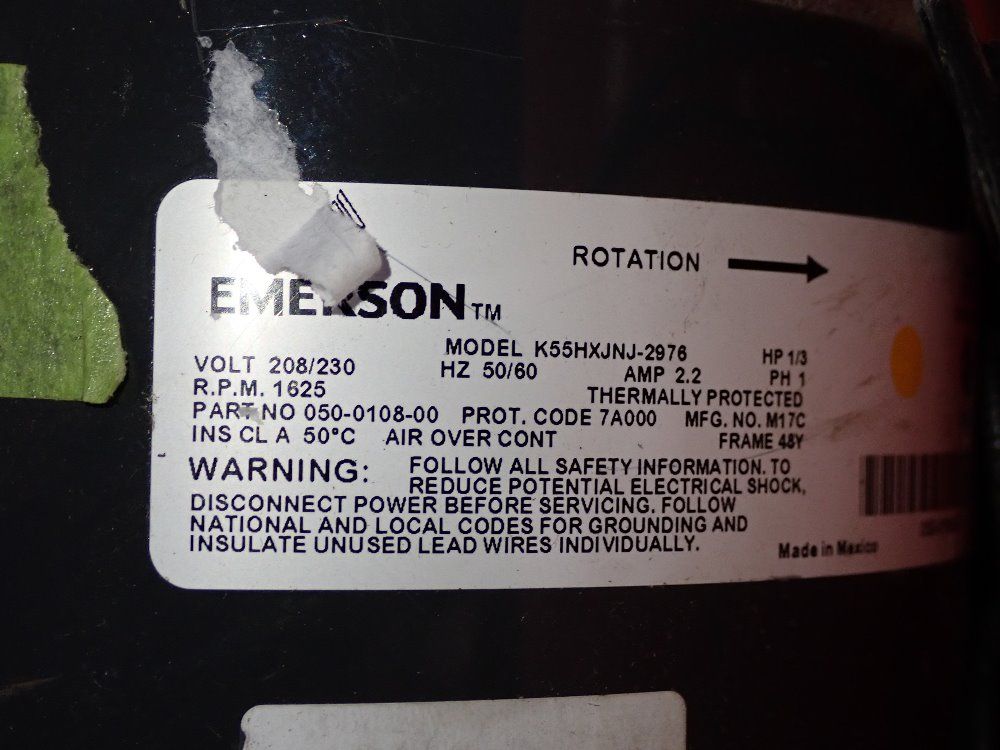 ROTATION
EMERSON TM
MODEL K55HXJNJ-2976 HP 1/3
VOLT 208/230 HZ 50/60 AMP 2.2 PH 1
R.P.M. 1625 THERMALLY PROTECTED
PART NO 050-0108-00 PROT. CODE 7A000 MFG. NO. M17C
INS CL A 50°C AIR OVER CONT FRAME 48Y
WARNING: FOLLOW ALL SAFETY INFORMATION. TO
REDUCE POTENTIAL ELECTRICAL SHOCK,
DISCONNECT POWER BEFORE SERVICING. FOLLOW
NATIONAL AND LOCAL CODES FOR GROUNDING AND
INSULATE UNUSED LEAD WIRES INDIVIDUALLY.
Made in Mexico